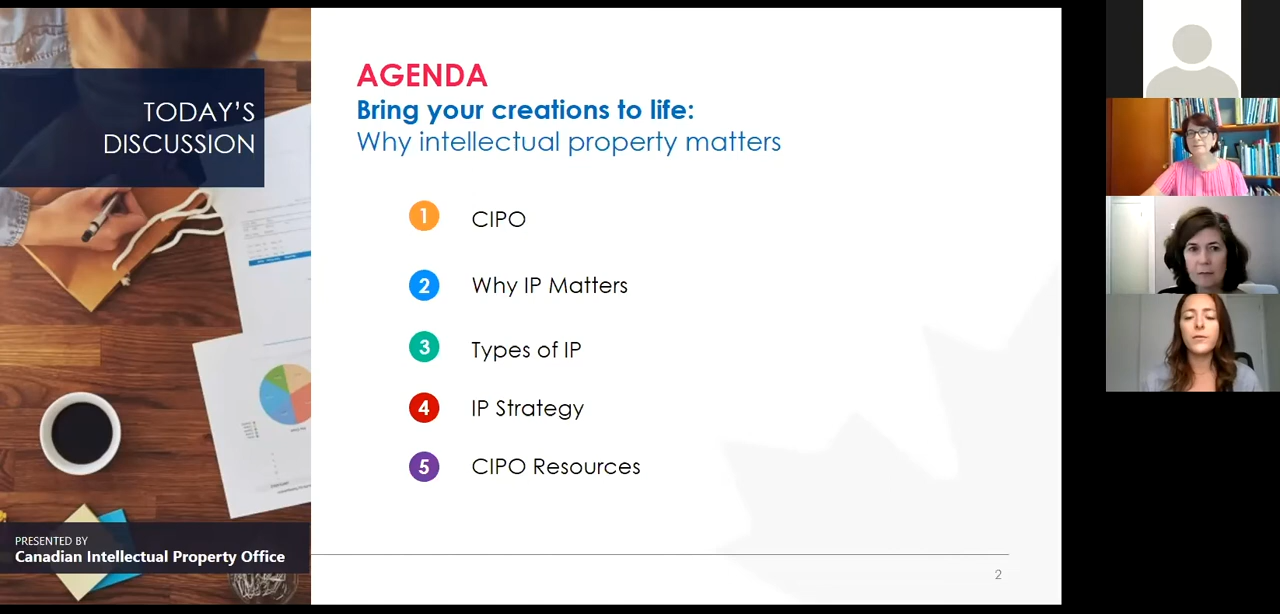 TODAY'S
DISCUSSION
PRESENTED BY
Canadian Intellectual Property Office
AGENDA
Bring your creations to life:
Why intellectual property matters
1 CIPO
2 Why IP Matters
3 Types of IP
4 IP Strategy
5 CIPO Resources
2